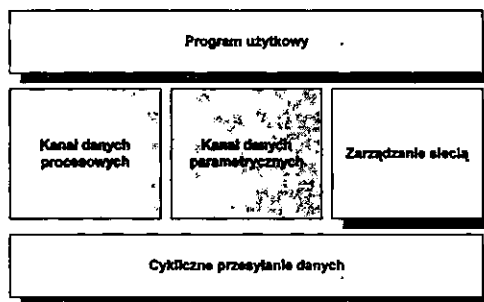 Program użytkowy
Kanał danych
procesowych
Kanał danych
parametrycznych
Zarządzanie siecią
Cykliczne przesyłanie danych